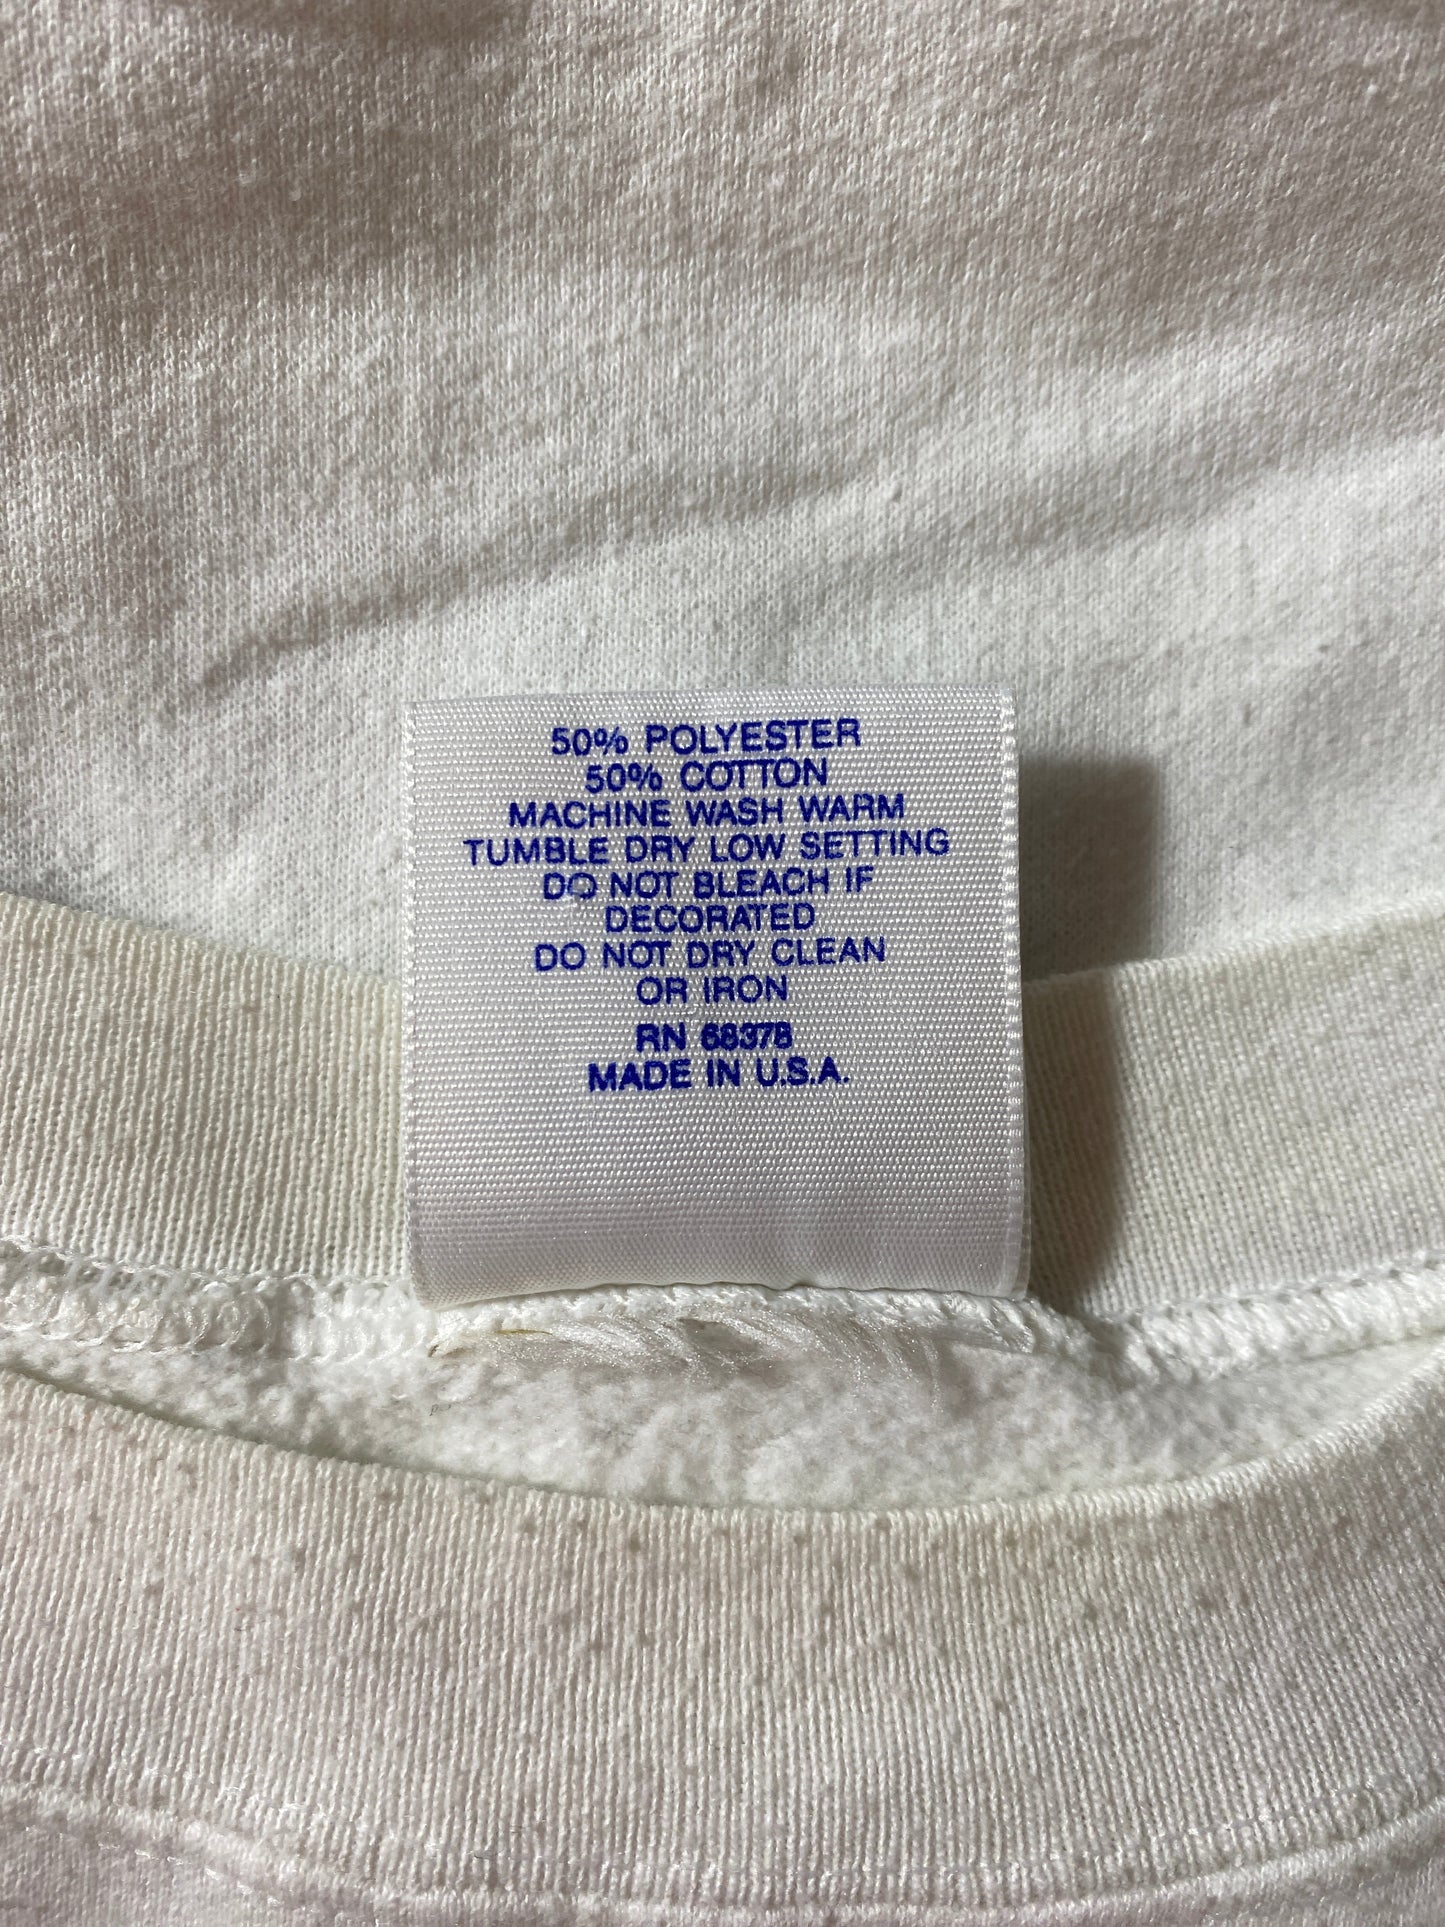 50% POLYESTER
50% COTTON
MACHINE WASH WARM
TUMBLE DRY LOW SETTING
DO NOT BLEACH IF
DECORATED
DO NOT DRY CLEAN
OR IRON
RN 68378
MADE IN U.S.A.